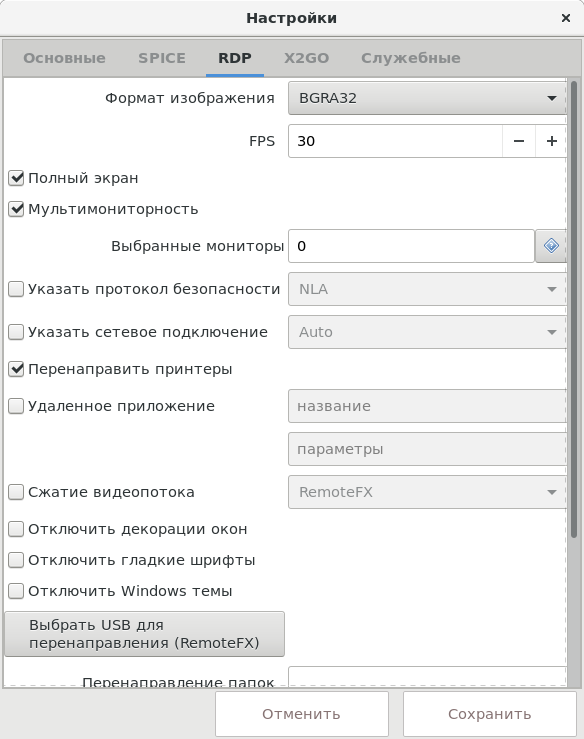 Настройки
Основные SPICE RDP X2GO Служебные
Формат изображения BGRA32
FPS 30
Полный экран
Мультимониторность
Выбранные мониторы 0
Указать протокол безопасности NLA
Указать сетевое подключение Auto
Перенаправить принтеры
Удаленное приложение название
параметры
Сжатие видеопотока RemoteFX
Отключить декорации окон
Отключить гладкие шрифты
Отключить Windows темы
Выбрать USB для
перенаправления (RemoteFX)
Перенаправление папок
Отменить Сохранить